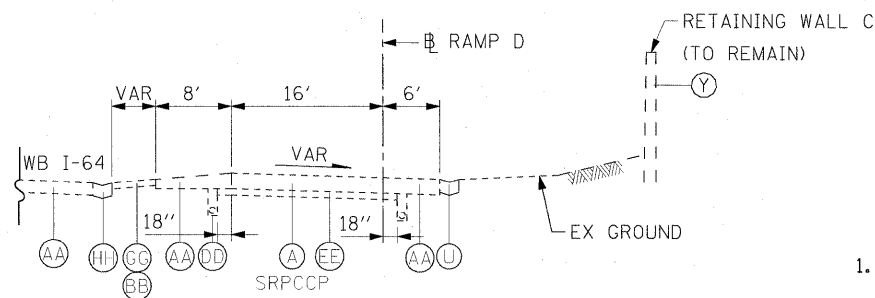 RETAINING WALL C
(TO REMAIN)
Y
BL RAMP D
VAR 8' 16' 6'
VAR
WB I-64
18'' 18''
EX GROUND
AA HH GG AA DD A EE AA U
BB
SRPCCP
1.